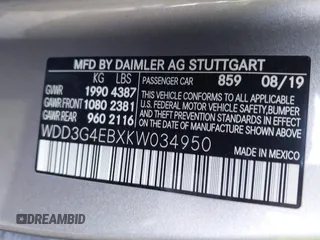 MFD BY DAIMLER AG STUTTGART
KG LBS PASSENGER CAR 859 08/19
GVWR 1990 4387 THIS VEHICLE CONFORMS TO ALL APPLICABLE
GAWR FRONT 1080 2381 U.S. FEDERAL MOTOR VEHICLE SAFETY, BUMPER,
GAWR REAR 960 2116 AND THEFT PREVENTION STANDARDS IN EFFECT
ON THE DATE OF MANUFACTURE SHOWN ABOVE.
WDD3G4EBXKW034950
MADE IN MEXICO
DREAMBID